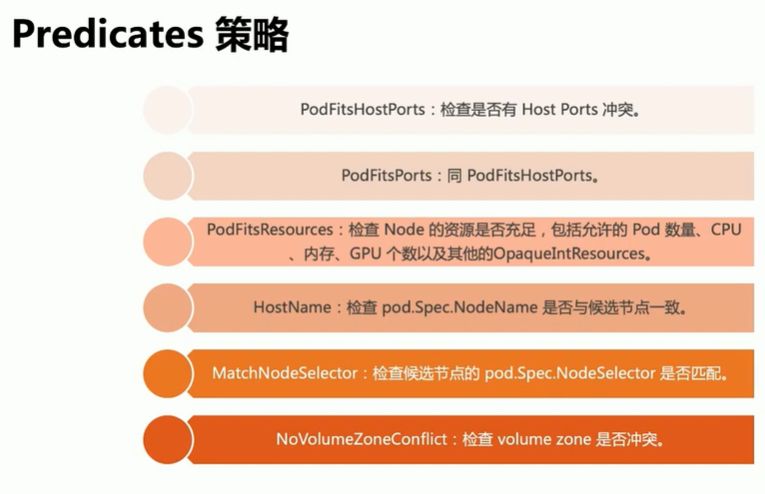 Predicates 策略
PodFitsHostPorts：检查是否有 Host Ports 冲突。
PodFitsPorts：同 PodFitsHostPorts。
PodFitsResources：检查 Node 的资源是否充足，包括允许的 Pod 数量、CPU
、内存、GPU 个数以及其他的OpaqueIntResources。
HostName：检查 pod.Spec.NodeName 是否与候选节点一致。
MatchNodeSelector：检查候选节点的 pod.Spec.NodeSelector 是否匹配。
NoVolumeZoneConflict：检查 volume zone 是否冲突。